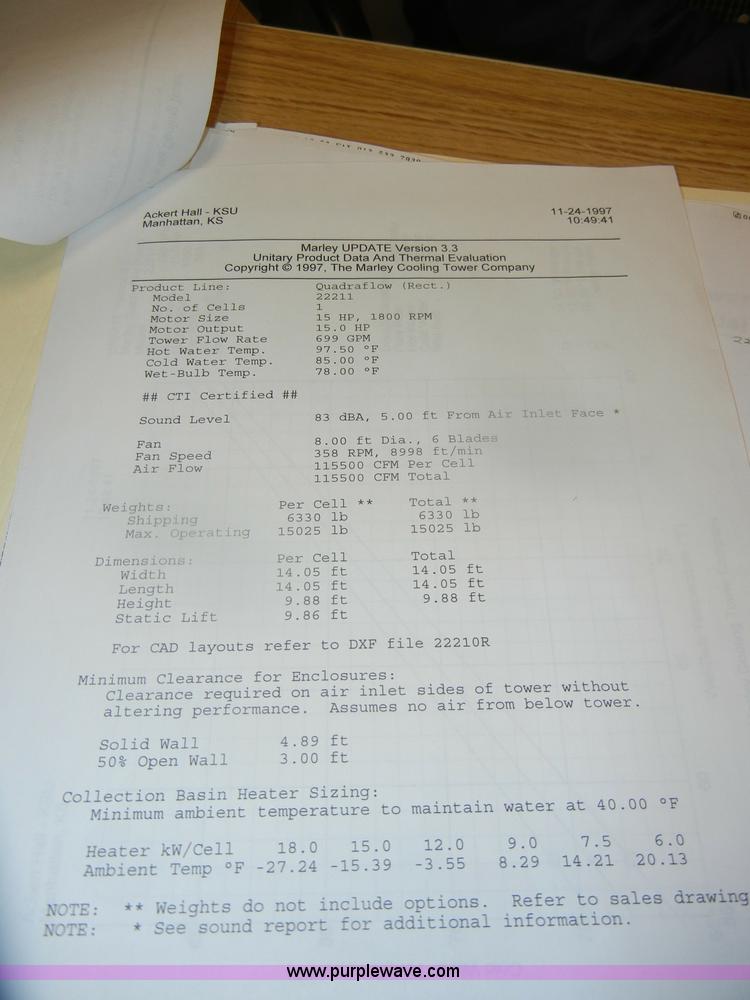 Ackert Hall - KSU 11-24-1997
Manhattan, KS 10:49:41
Marley UPDATE Version 3.3
Unitary Product Data And Thermal Evaluation
Copyright © 1997, The Marley Cooling Tower Company
Product Line: Quadraflow (Rect.)
Model 22211
No. of Cells 1
Motor Size 15 HP, 1800 RPM
Motor Output 15.0 HP
Tower Flow Rate 699 GPM
Hot Water Temp. 97.50 °F
Cold Water Temp. 85.00 °F
Wet-Bulb Temp. 78.00 °F
## CTI Certified ##
Sound Level 83 dBA, 5.00 ft From Air Inlet Face *
Fan 8.00 ft Dia., 6 Blades
Fan Speed 358 RPM, 8998 ft/min
Air Flow 115500 CFM Per Cell
115500 CFM Total
Weights: Per Cell ** Total **
Shipping 6330 lb 6330 lb
Max. Operating 15025 lb 15025 lb
Dimensions: Per Cell Total
Width 14.05 ft 14.05 ft
Length 14.05 ft 14.05 ft
Height 9.88 ft 9.88 ft
Static Lift 9.86 ft
For CAD layouts refer to DXF file 22210R
Minimum Clearance for Enclosures:
Clearance required on air inlet sides of tower without
altering performance. Assumes no air from below tower.
Solid Wall 4.89 ft
50% Open Wall 3.00 ft
Collection Basin Heater Sizing:
Minimum ambient temperature to maintain water at 40.00 °F
Heater kW/Cell 18.0 15.0 12.0 9.0 7.5 6.0
Ambient Temp °F -27.24 -15.39 -3.55 8.29 14.21 20.13
NOTE: ** Weights do not include options. Refer to sales drawing
NOTE: * See sound report for additional information.
www.purplewave.com